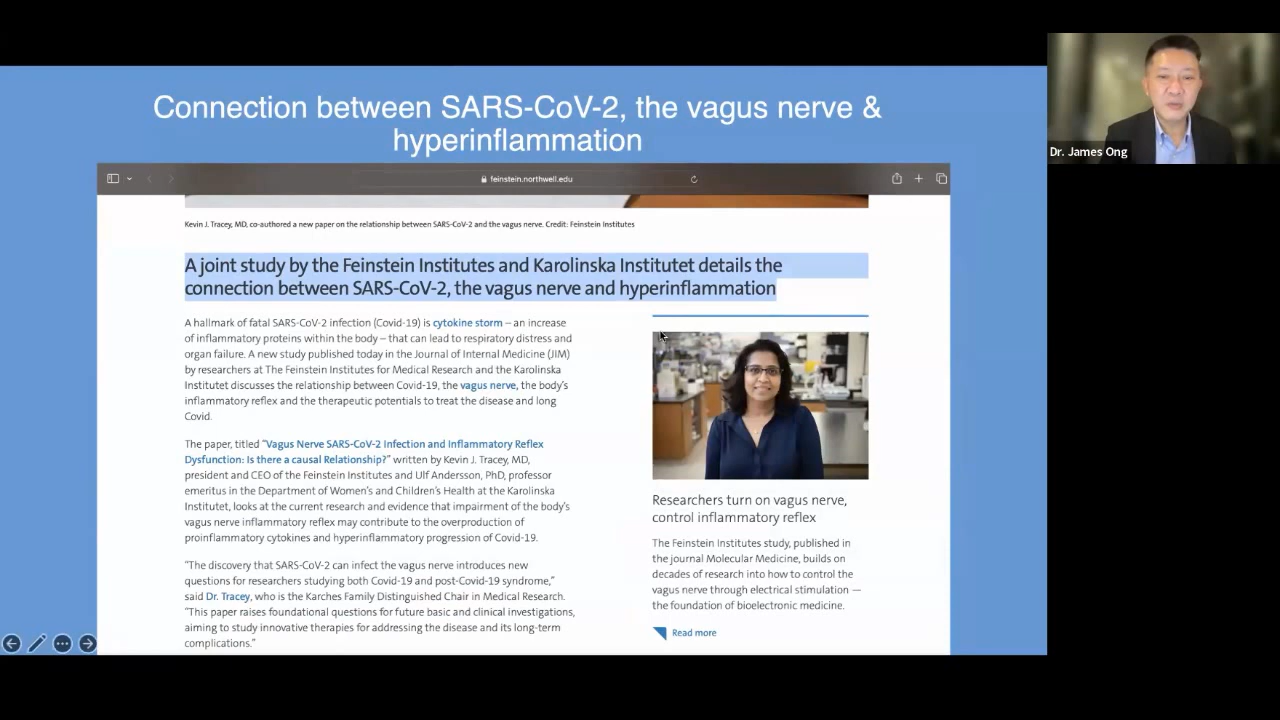 Connection between SARS-CoV-2, the vagus nerve &
hyperinflammation
Dr. James Ong
feinstein.northwell.edu
Kevin J. Tracey, MD, co-authored a new paper on the relationship between SARS-CoV-2 and the vagus nerve. Credit: Feinstein Institutes
A joint study by the Feinstein Institutes and Karolinska Institutet details the
connection between SARS-CoV-2, the vagus nerve and hyperinflammation
A hallmark of fatal SARS-CoV-2 infection (Covid-19) is cytokine storm – an increase
of inflammatory proteins within the body – that can lead to respiratory distress and
organ failure. A new study published today in the Journal of Internal Medicine (JIM)
by researchers at The Feinstein Institutes for Medical Research and the Karolinska
Institutet discusses the relationship between Covid-19, the vagus nerve, the body's
inflammatory reflex and the therapeutic potentials to treat the disease and long
Covid.
The paper, titled "Vagus Nerve SARS-CoV-2 Infection and Inflammatory Reflex
Dysfunction: Is there a causal Relationship?" written by Kevin J. Tracey, MD,
president and CEO of the Feinstein Institutes and Ulf Andersson, PhD, professor
emeritus in the Department of Women's and Children's Health at the Karolinska
Institutet, looks at the current research and evidence that impairment of the body's
vagus nerve inflammatory reflex may contribute to the overproduction of
proinflammatory cytokines and hyperinflammatory progression of Covid-19.
"The discovery that SARS-CoV-2 can infect the vagus nerve introduces new
questions for researchers studying both Covid-19 and post-Covid-19 syndrome,"
said Dr. Tracey, who is the Karches Family Distinguished Chair in Medical Research.
"This paper raises foundational questions for future basic and clinical investigations,
aiming to study innovative therapies for addressing the disease and its long-term
complications."
Researchers turn on vagus nerve,
control inflammatory reflex
The Feinstein Institutes study, published in
the journal Molecular Medicine, builds on
decades of research into how to control the
vagus nerve through electrical stimulation —
the foundation of bioelectronic medicine.
Read more